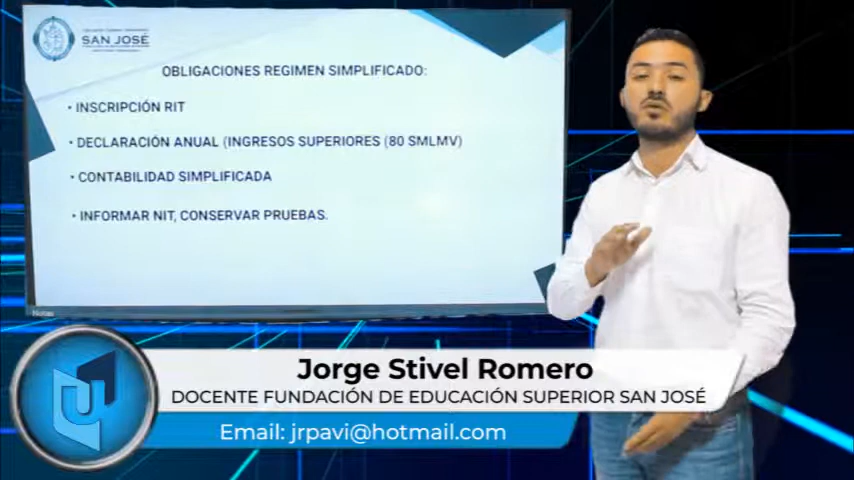 SAN JOSÉ
OBLIGACIONES REGIMEN SIMPLIFICADO:
• INSCRIPCIÓN RIT
• DECLARACIÓN ANUAL (INGRESOS SUPERIORES (80 SMLMV)
• CONTABILIDAD SIMPLIFICADA
• INFORMAR NIT, CONSERVAR PRUEBAS.
Notas
Jorge Stivel Romero
DOCENTE FUNDACIÓN DE EDUCACIÓN SUPERIOR SAN JOSÉ
Email: jrpavi@hotmail.com